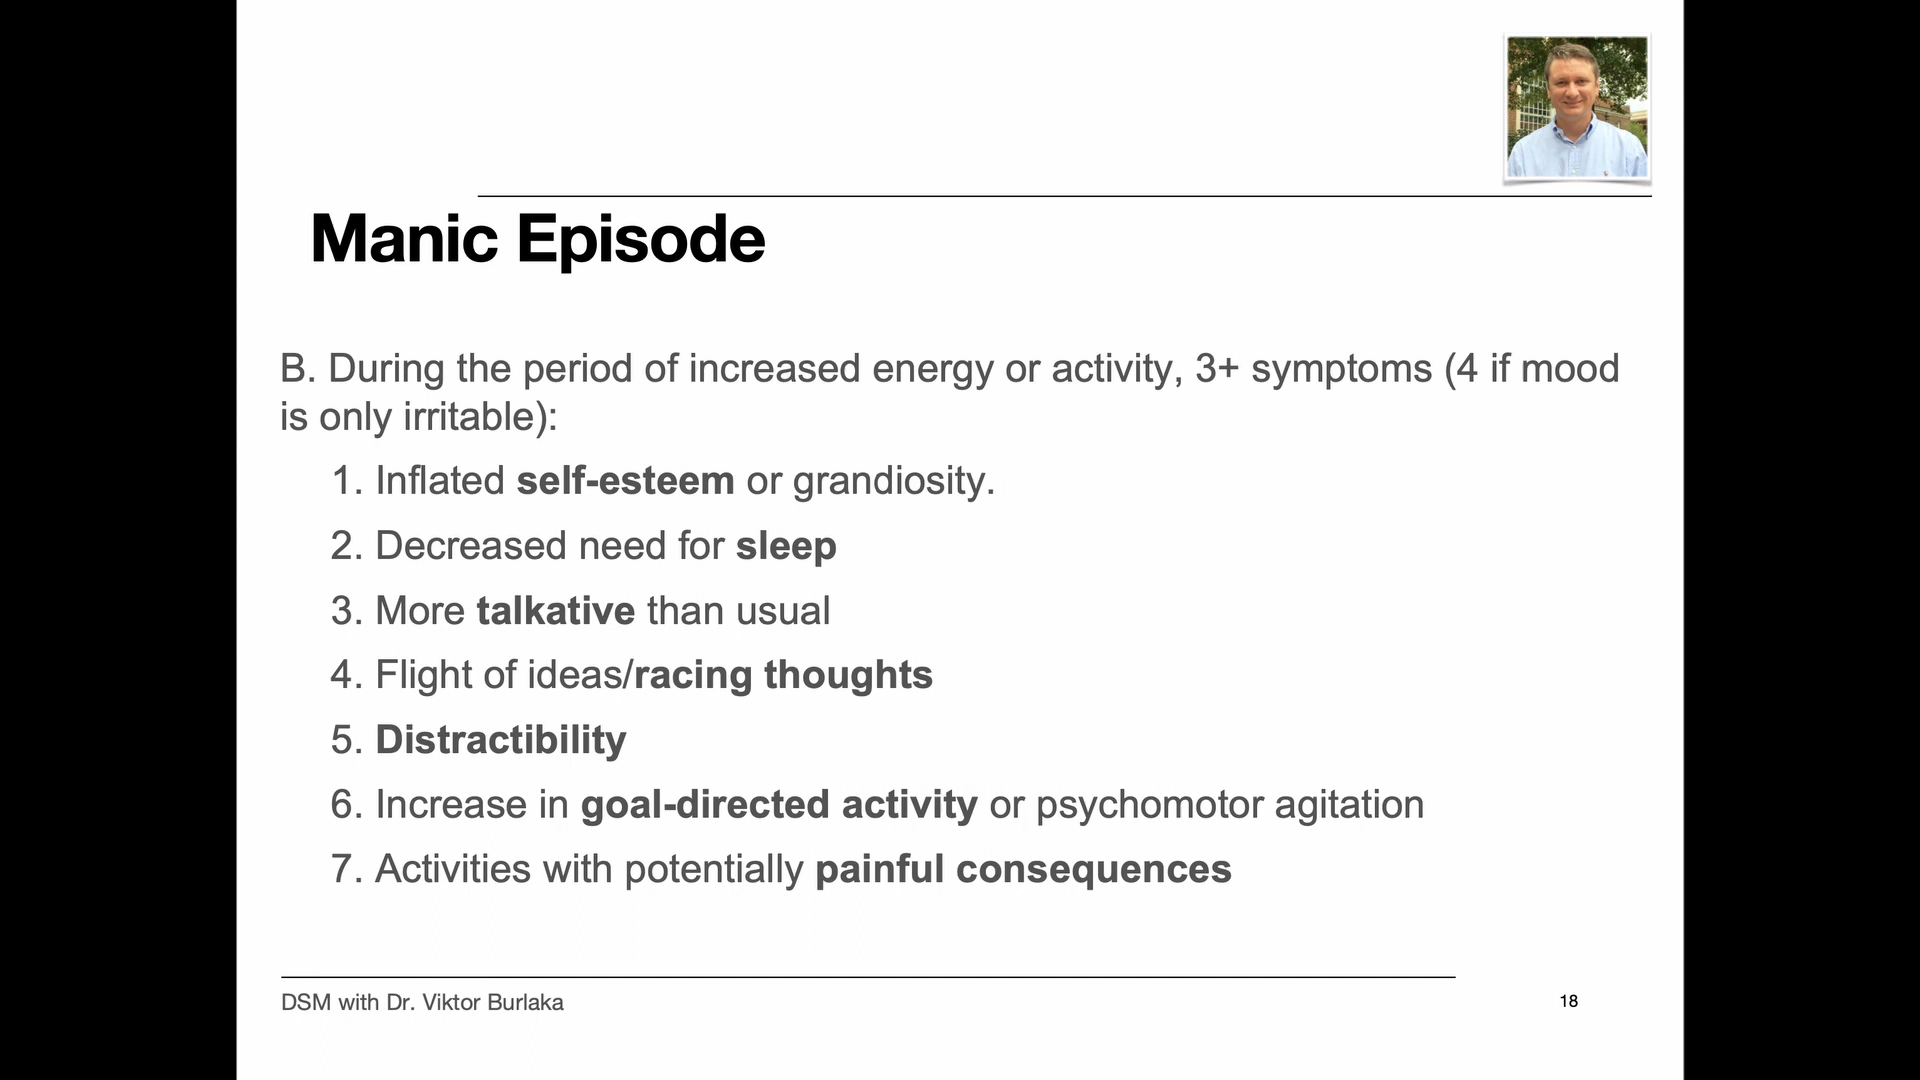 Manic Episode
B. During the period of increased energy or activity, 3+ symptoms (4 if mood
is only irritable):
1. Inflated self-esteem or grandiosity.
2. Decreased need for sleep
3. More talkative than usual
4. Flight of ideas/racing thoughts
5. Distractibility
6. Increase in goal-directed activity or psychomotor agitation
7. Activities with potentially painful consequences
DSM with Dr. Viktor Burlaka
18